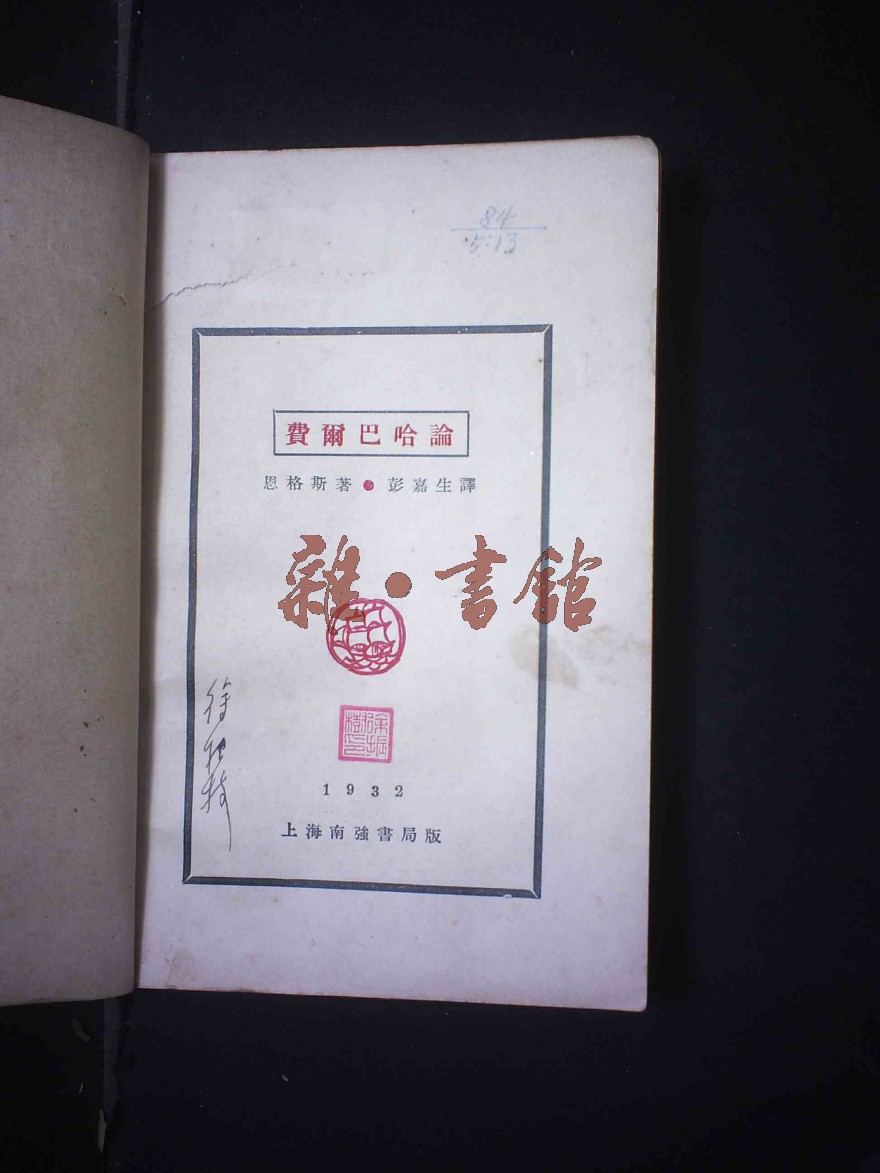 84
5:13
費爾巴哈論
恩格斯著●彭嘉生譯
雜·書館
1932
上海南強書局版